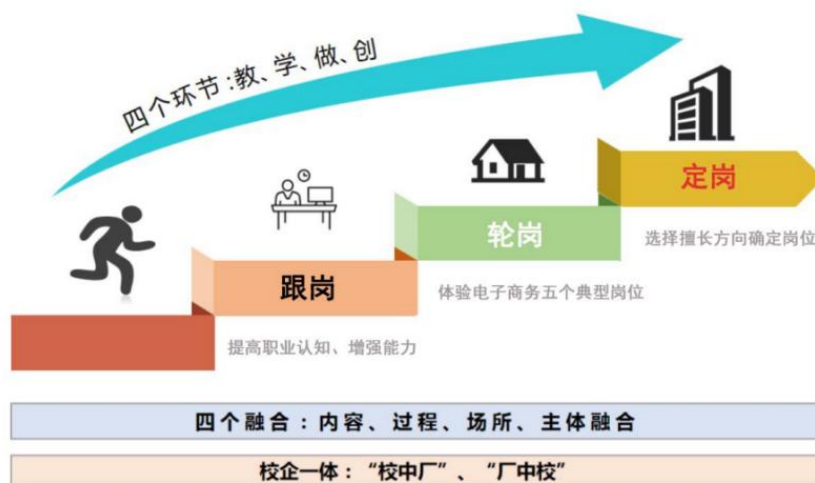 四个环节:教、学、做、创
定岗
选择擅长方向确定岗位
轮岗
体验电子商务五个典型岗位
跟岗
提高职业认知、增强能力
四个融合：内容、过程、场所、主体融合
校企一体：“校中厂”、“厂中校”